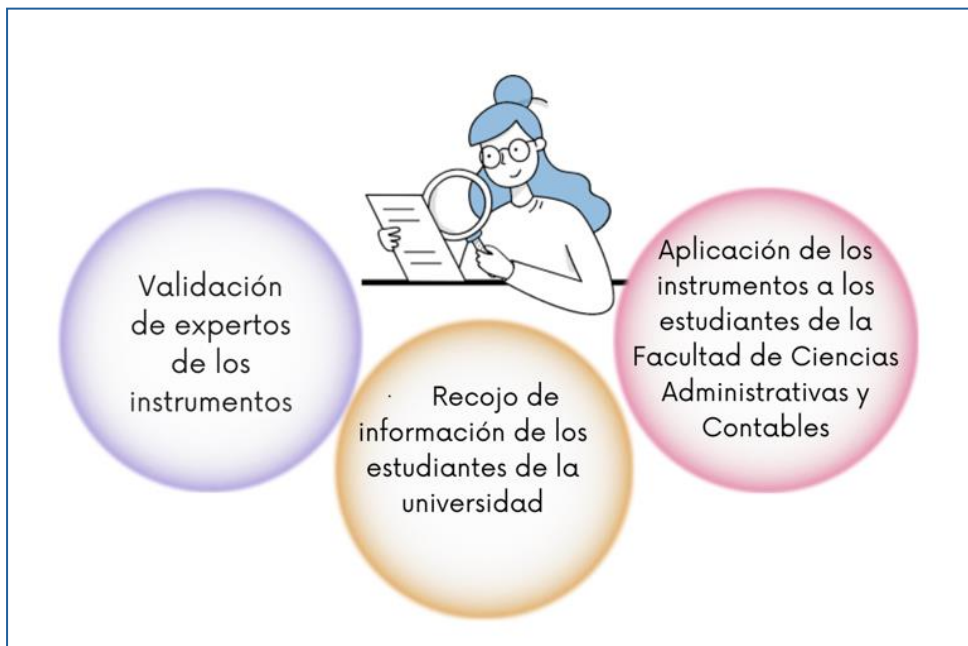 Validación
de expertos
de los
instrumentos
. Recojo de
información de los
estudiantes de la
universidad
Aplicación de los
instrumentos a los
estudiantes de la
Facultad de Ciencias
Administrativas y
Contables